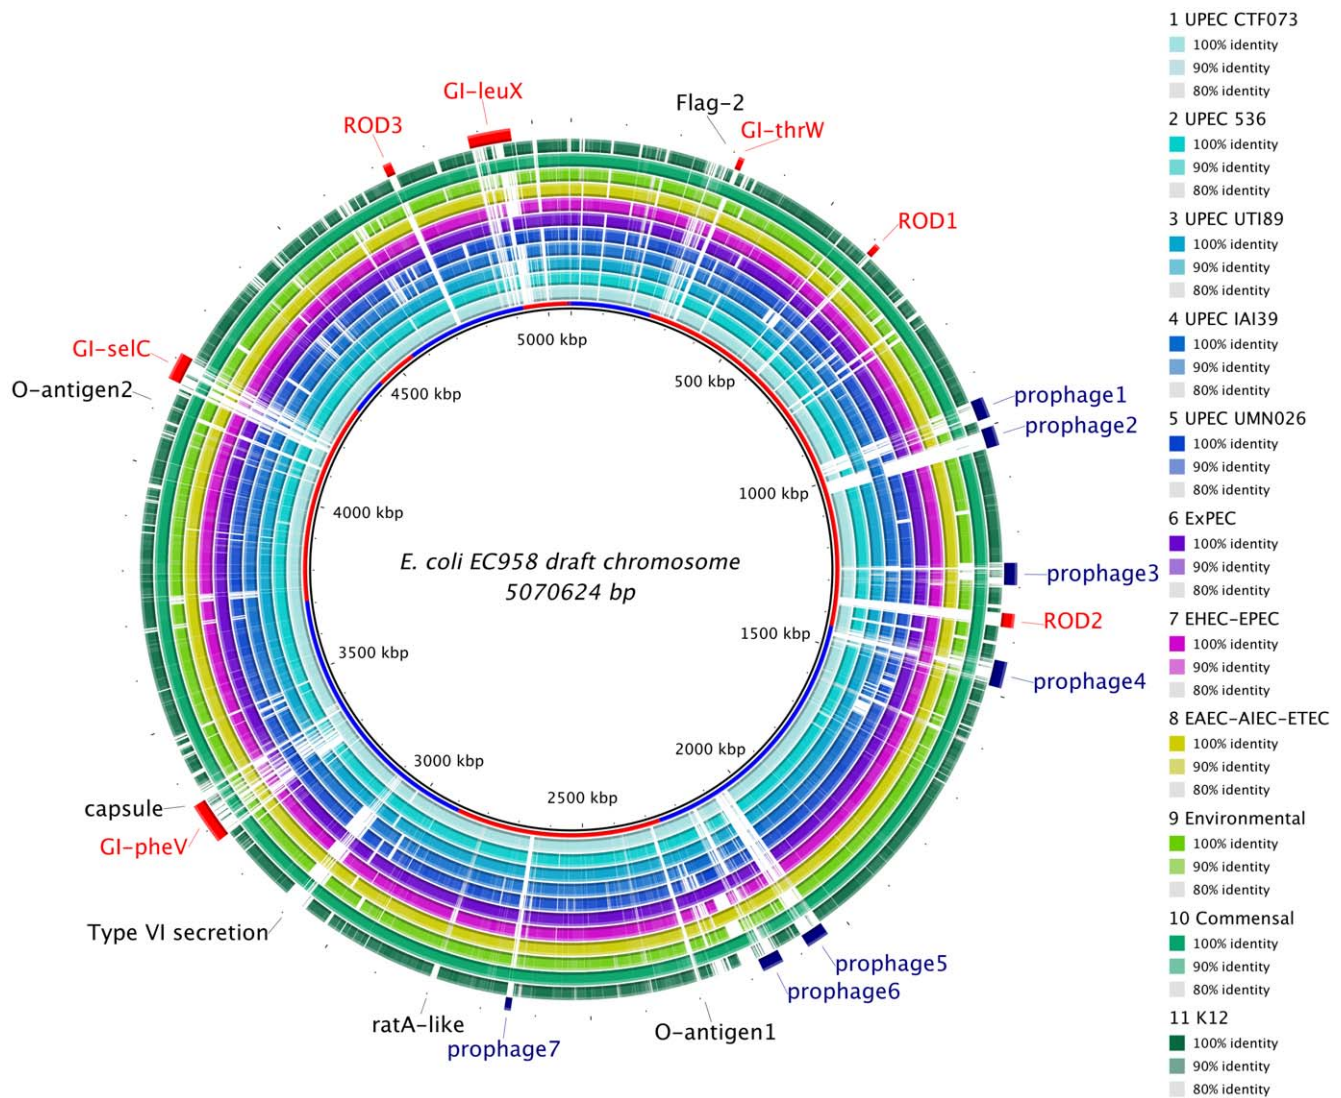 GI-leuX
Flag-2
GI-thrW
ROD3
ROD1
GI-selC
O-antigen2
prophage1
prophage2
prophage3
ROD2
prophage4
capsule
GI-pheV
Type VI secretion
prophage5
prophage6
ratA-like
prophage7
O-antigen1
5000 kbp
500 kbp
4500 kbp
1000 kbp
4000 kbp
E. coli EC958 draft chromosome
5070624 bp
1500 kbp
3500 kbp
2000 kbp
3000 kbp
2500 kbp
1 UPEC CTF073
100% identity
90% identity
80% identity
2 UPEC 536
100% identity
90% identity
80% identity
3 UPEC UTI89
100% identity
90% identity
80% identity
4 UPEC IAI39
100% identity
90% identity
80% identity
5 UPEC UMN026
100% identity
90% identity
80% identity
6 ExPEC
100% identity
90% identity
80% identity
7 EHEC-EPEC
100% identity
90% identity
80% identity
8 EAEC-AIEC-ETEC
100% identity
90% identity
80% identity
9 Environmental
100% identity
90% identity
80% identity
10 Commensal
100% identity
90% identity
80% identity
11 K12
100% identity
90% identity
80% identity